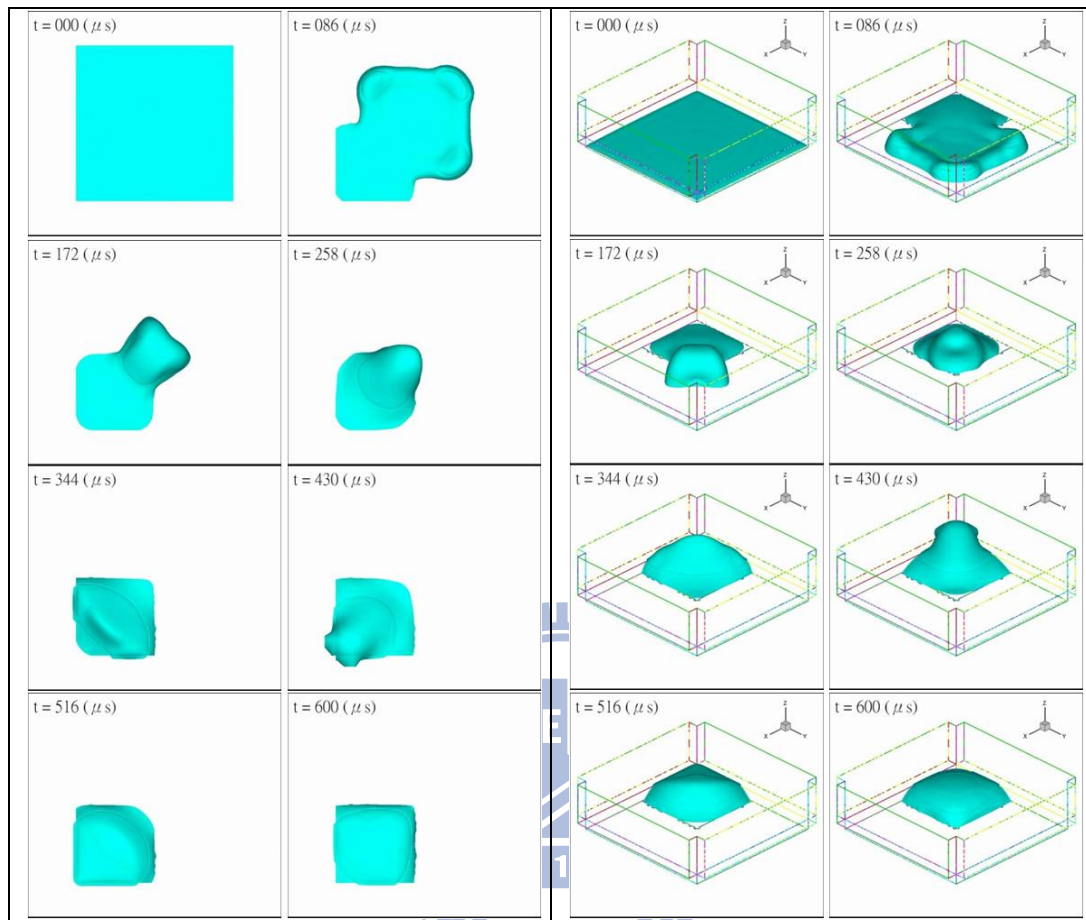 t = 000 ( μ s)
t = 086 ( μ s)
t = 172 ( μ s)
t = 258 ( μ s)
t = 344 ( μ s)
t = 430 ( μ s)
t = 516 ( μ s)
t = 600 ( μ s)
t = 000 ( μ s)
Z
X
Y
t = 086 ( μ s)
Z
X
Y
t = 172 ( μ s)
Z
X
Y
t = 258 ( μ s)
Z
X
Y
t = 344 ( μ s)
Z
X
Y
t = 430 ( μ s)
Z
X
Y
t = 516 ( μ s)
Z
X
Y
t = 600 ( μ s)
Z
X
Y